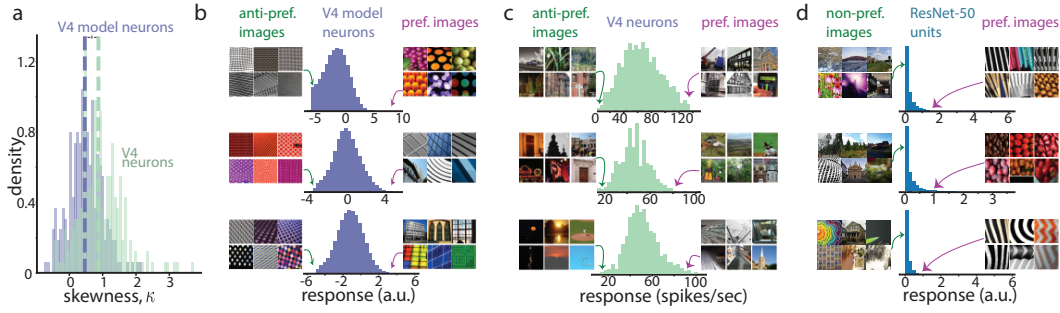 a
V4 model neurons
V4
neurons
density
1.2
0.8
0.4
0
0
1
2
3
skewness, κ
b
anti-pref.
images
V4 model
neurons
pref. images
-5
0
5
10
-4
0
4
-6
-2
2
6
response (a.u.)
c
anti-pref.
images
V4 neurons
pref. images
0
40
80
120
20
60
100
20
60
100
response (spikes/sec)
d
non-pref.
images
ResNet-50
units
pref. images
0
2
4
6
0
1
2
3
0
2
4
6
response (a.u.)